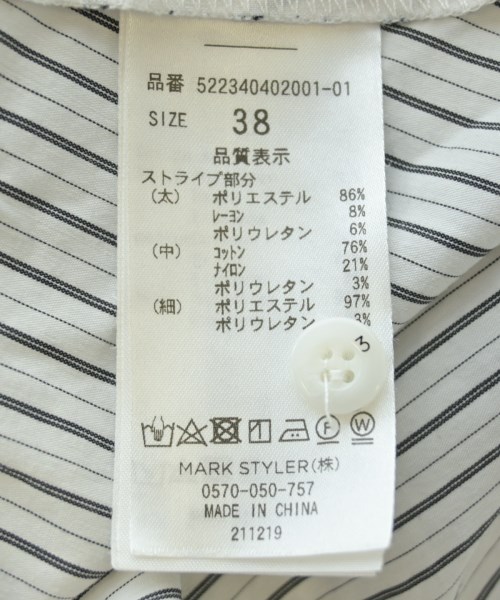 品番 522340402001-01
SIZE 38
品質表示
ストライプ部分
(太) ポリエステル 86%
レーヨン 8%
ポリウレタン 6%
(中) コットン 76%
ナイロン 21%
ポリウレタン 3%
(細) ポリエステル 97%
ポリウレタン 3%
3
F W
MARK STYLER(株)
0570-050-757
MADE IN CHINA
211219